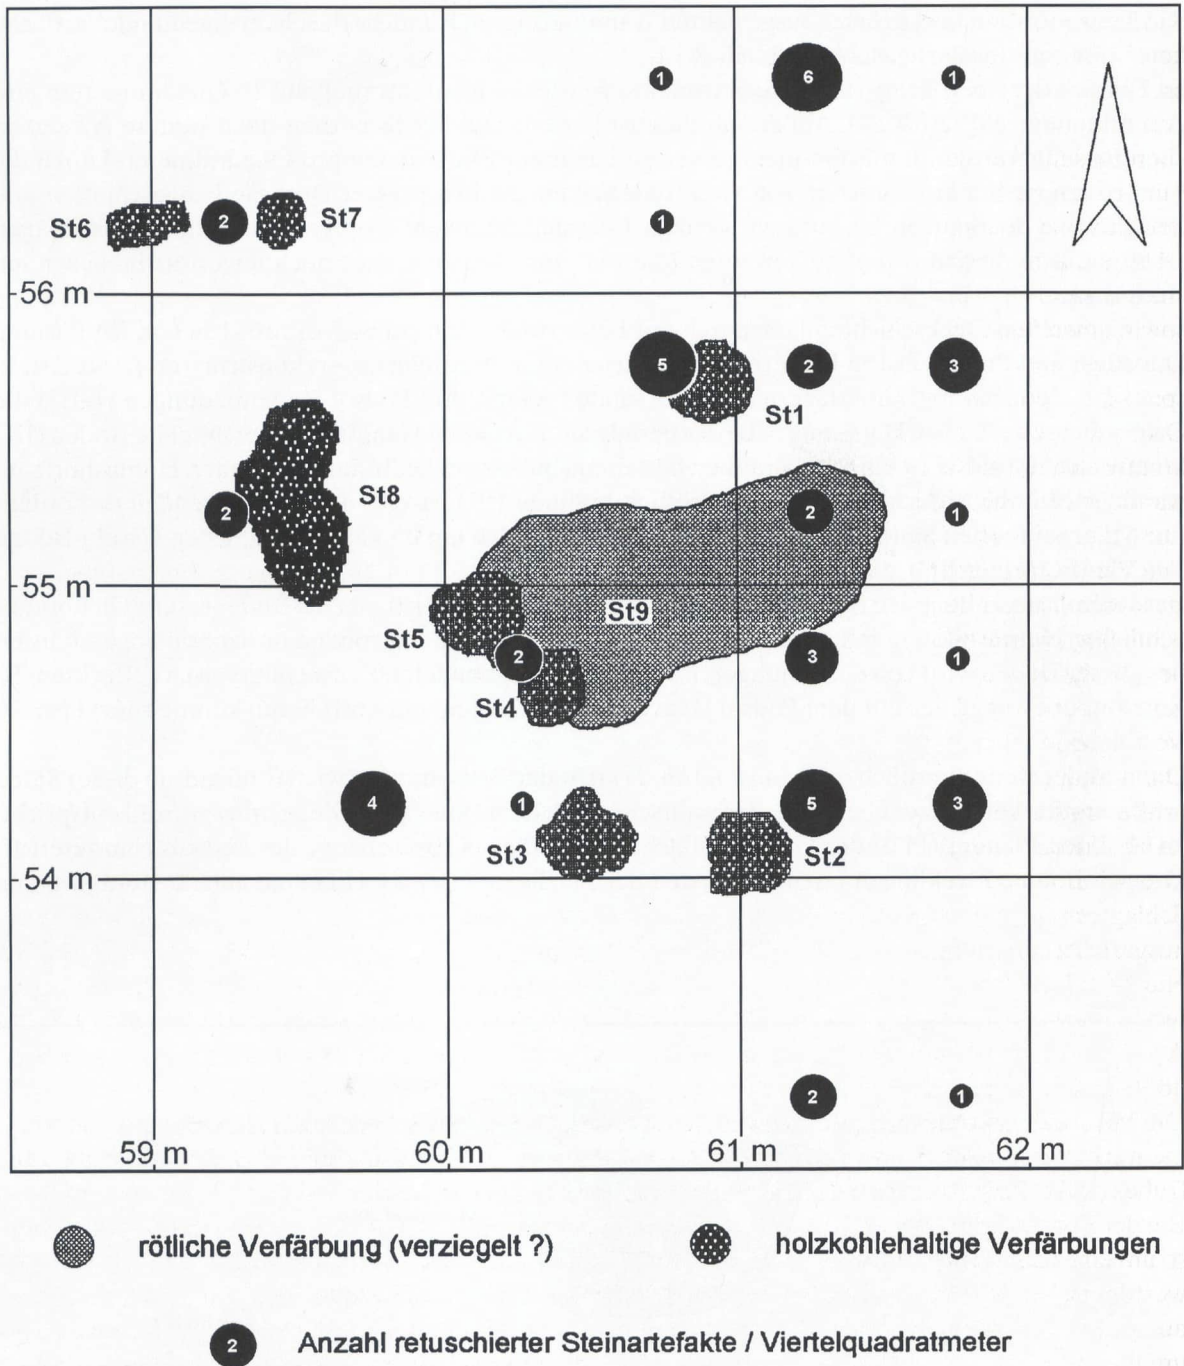 1 6 1
St6 2 St7 1
56 m
5 2 3
St1
St8
2 2 1
55 m
St9
St5
2 3 1
St4
4 1 5 3
St3 St2
54 m
2 1
59 m 60 m 61 m 62 m
rötliche Verfärbung (verziegelt ?) holzkohlehaltige Verfärbungen
2 Anzahl retuschierter Steinartefakte / Viertelquadratmeter